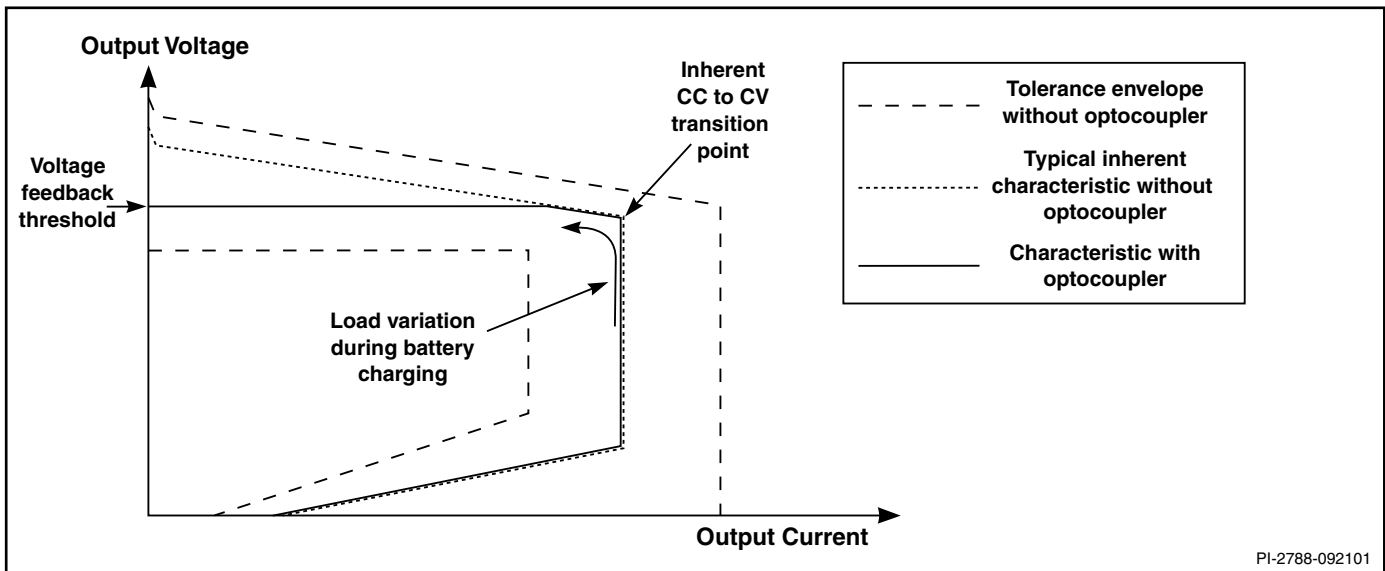 Output Voltage
Inherent
CC to CV
transition
point
Voltage
feedback
threshold
Load variation
during battery
charging
Output Current
Tolerance envelope
without optocoupler
Typical inherent
characteristic without
optocoupler
Characteristic with
optocoupler
PI-2788-092101